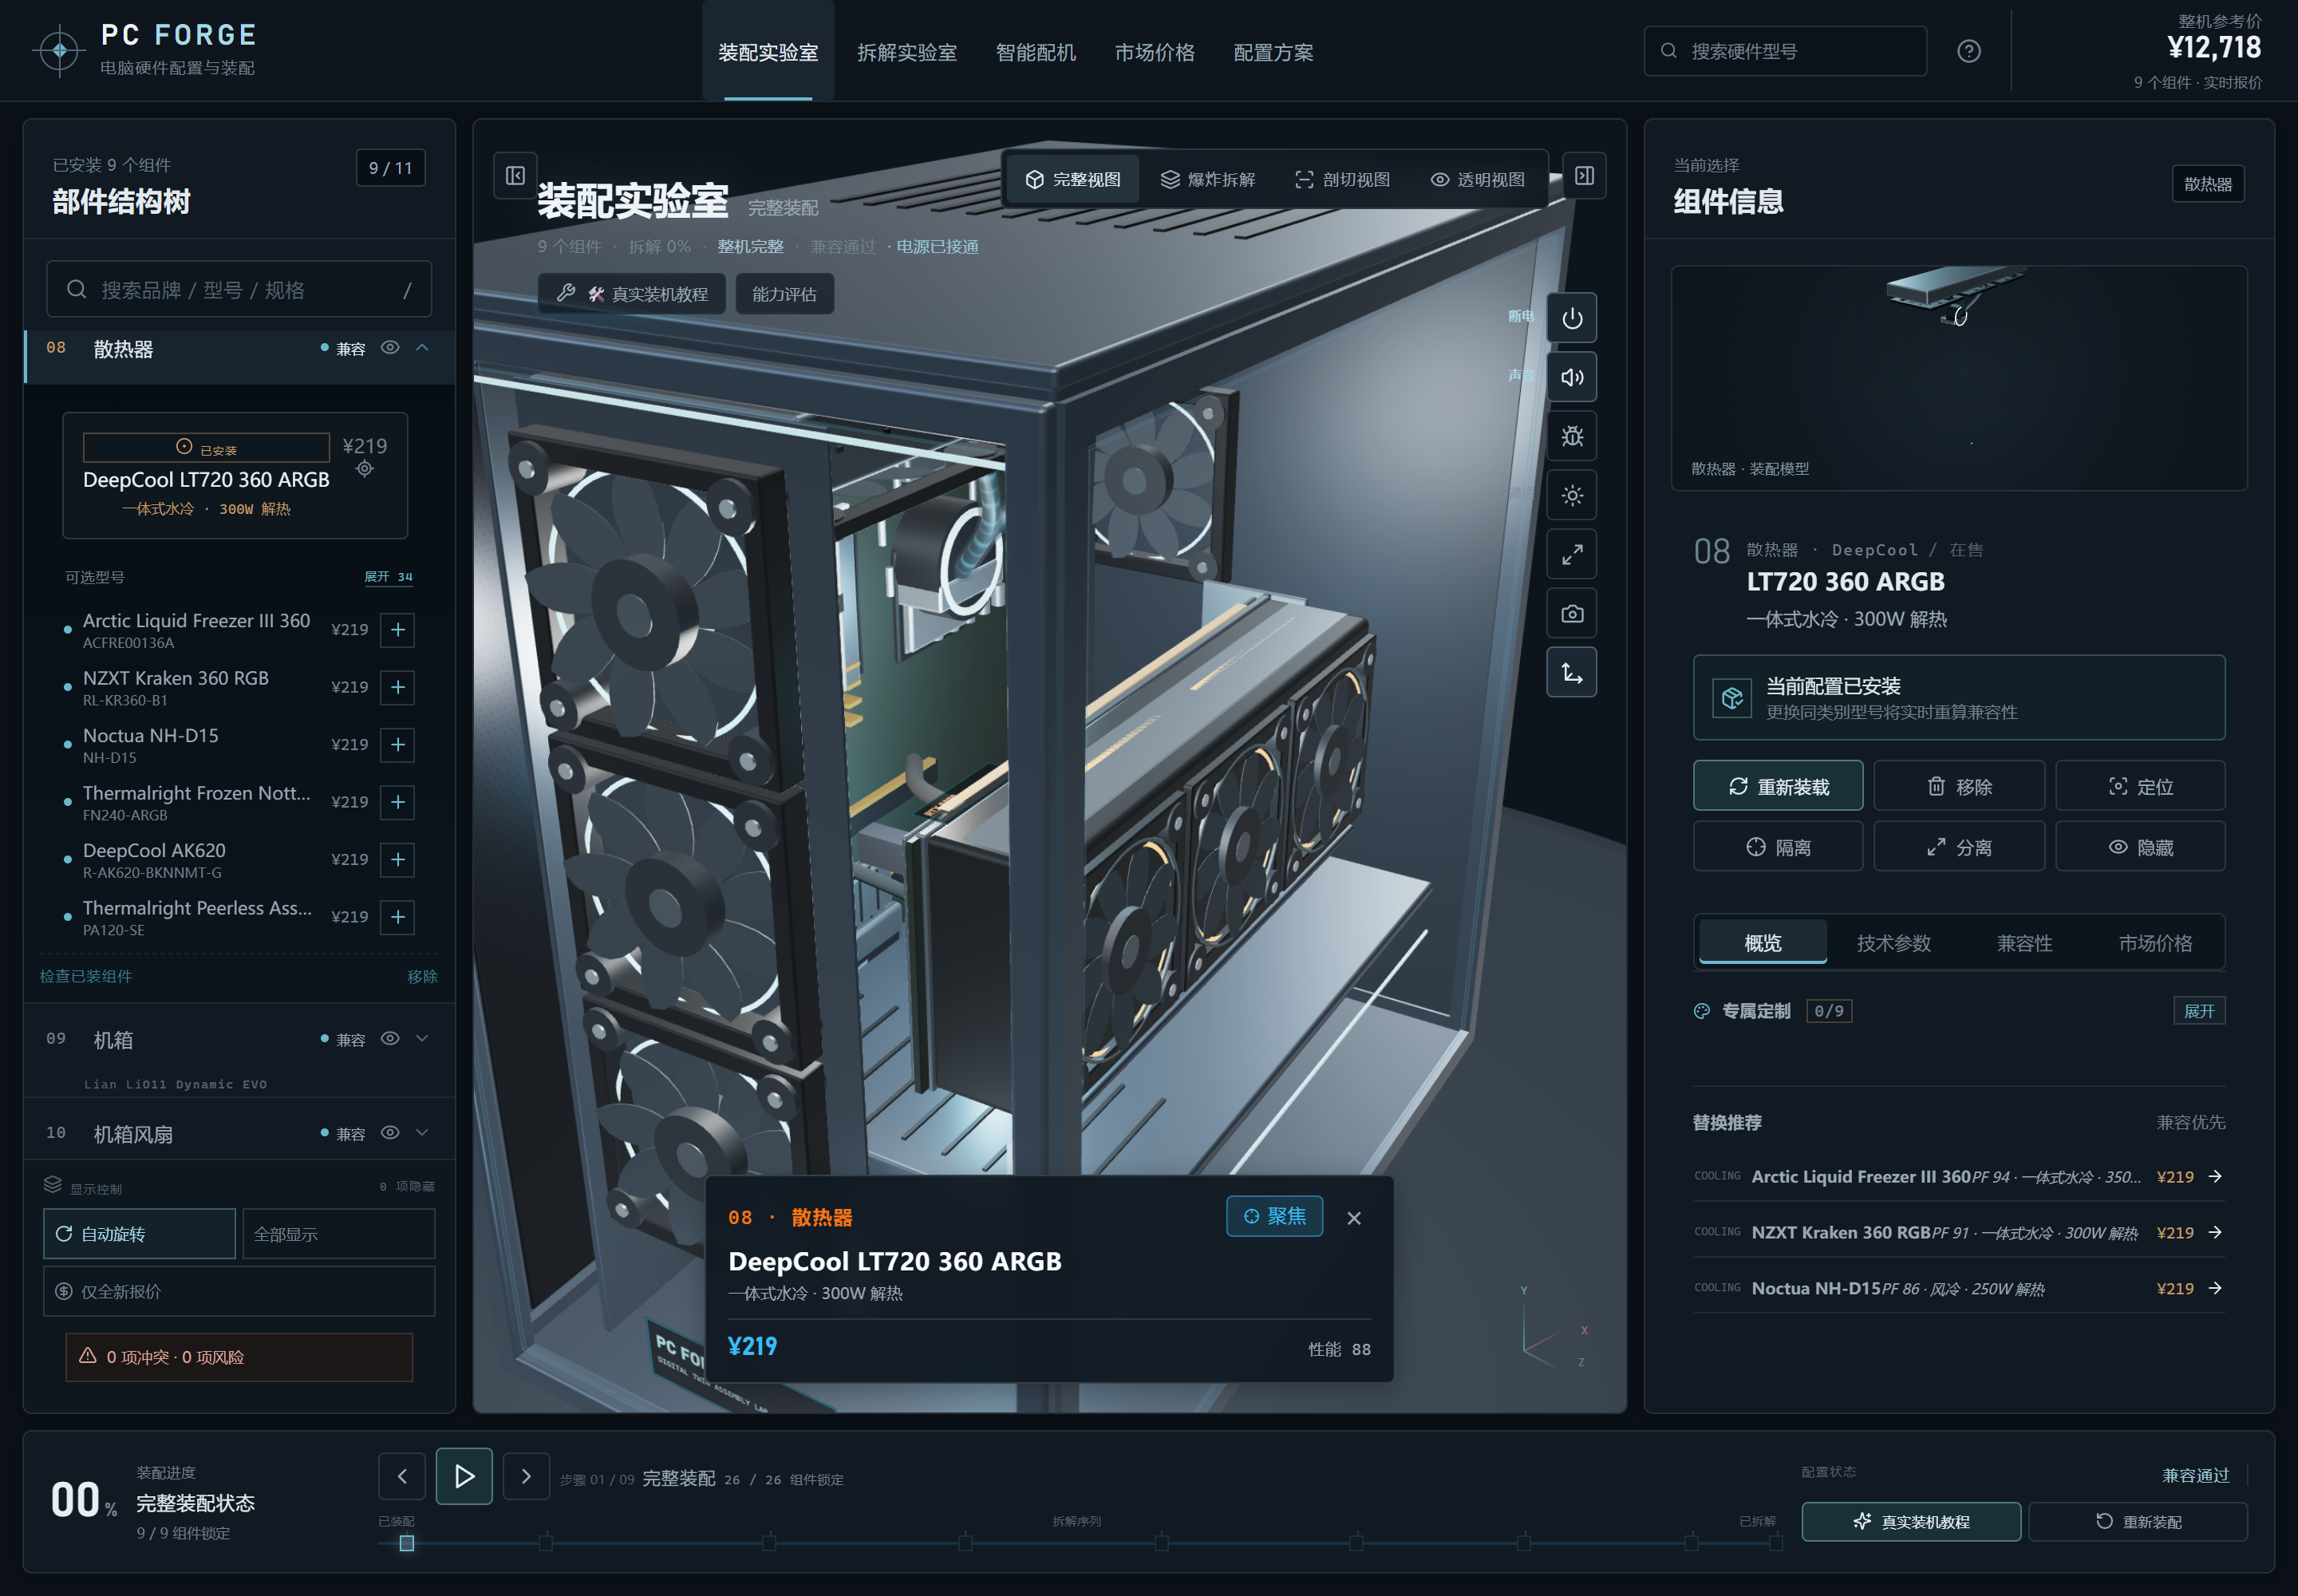 PC FORGE
电脑硬件配置与装配
装配实验室
拆解实验室
智能配机
市场价格
配置方案
搜索硬件型号
整机参考价
¥12,718
9 个组件 · 实时报价
已安装 9 个组件
部件结构树
9 / 11
搜索品牌 / 型号 / 规格
/
08 散热器
兼容
已安装
¥219
DeepCool LT720 360 ARGB
一体式水冷 · 300W 解热
可选型号
展开 34
Arctic Liquid Freezer III 360
ACFRE00136A
¥219
NZXT Kraken 360 RGB
RL-KR360-B1
¥219
Noctua NH-D15
NH-D15
¥219
Thermalright Frozen Nott...
FN240-ARGB
¥219
DeepCool AK620
R-AK620-BKNNMT-G
¥219
Thermalright Peerless Ass...
PA120-SE
¥219
检查已装组件
移除
09 机箱
兼容
Lian LiO11 Dynamic EVO
10 机箱风扇
兼容
显示控制
0 项隐藏
自动旋转
全部显示
仅全新报价
0 项冲突 · 0 项风险
装配实验室
完整装配
9 个组件 · 拆解 0% · 整机完整 · 兼容通过 · 电源已接通
🛠 真实装机教程
能力评估
完整视图
爆炸拆解
剖切视图
透明视图
断电
声音
PC FOR
DIGITAL TWIN ASSEMBLY LAB
08 · 散热器
聚焦
DeepCool LT720 360 ARGB
一体式水冷 · 300W 解热
¥219
性能 88
Y
X
Z
当前选择
组件信息
散热器
散热器 · 装配模型
08
散热器 · DeepCool / 在售
LT720 360 ARGB
一体式水冷 · 300W 解热
当前配置已安装
更换同类别型号将实时重算兼容性
重新装载
移除
定位
隔离
分离
隐藏
概览
技术参数
兼容性
市场价格
专属定制
0/9
展开
替换推荐
兼容优先
COOLING Arctic Liquid Freezer III 360PF 94 · 一体式水冷 · 350... ¥219
COOLING NZXT Kraken 360 RGBPF 91 · 一体式水冷 · 300W 解热 ¥219
COOLING Noctua NH-D15PF 86 · 风冷 · 250W 解热 ¥219
00 %
装配进度
完整装配状态
9 / 9 组件锁定
步骤 01 / 09 完整装配 26 / 26 组件锁定
已装配
拆解序列
已拆解
配置状态
兼容通过
真实装机教程
重新装配